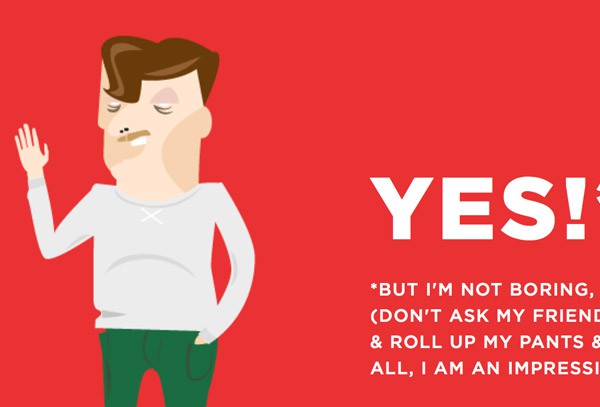 YES!*
*BUT I'M NOT BORING,
(DON'T ASK MY FRIEND
& ROLL UP MY PANTS &
ALL, I AM AN IMPRESSI